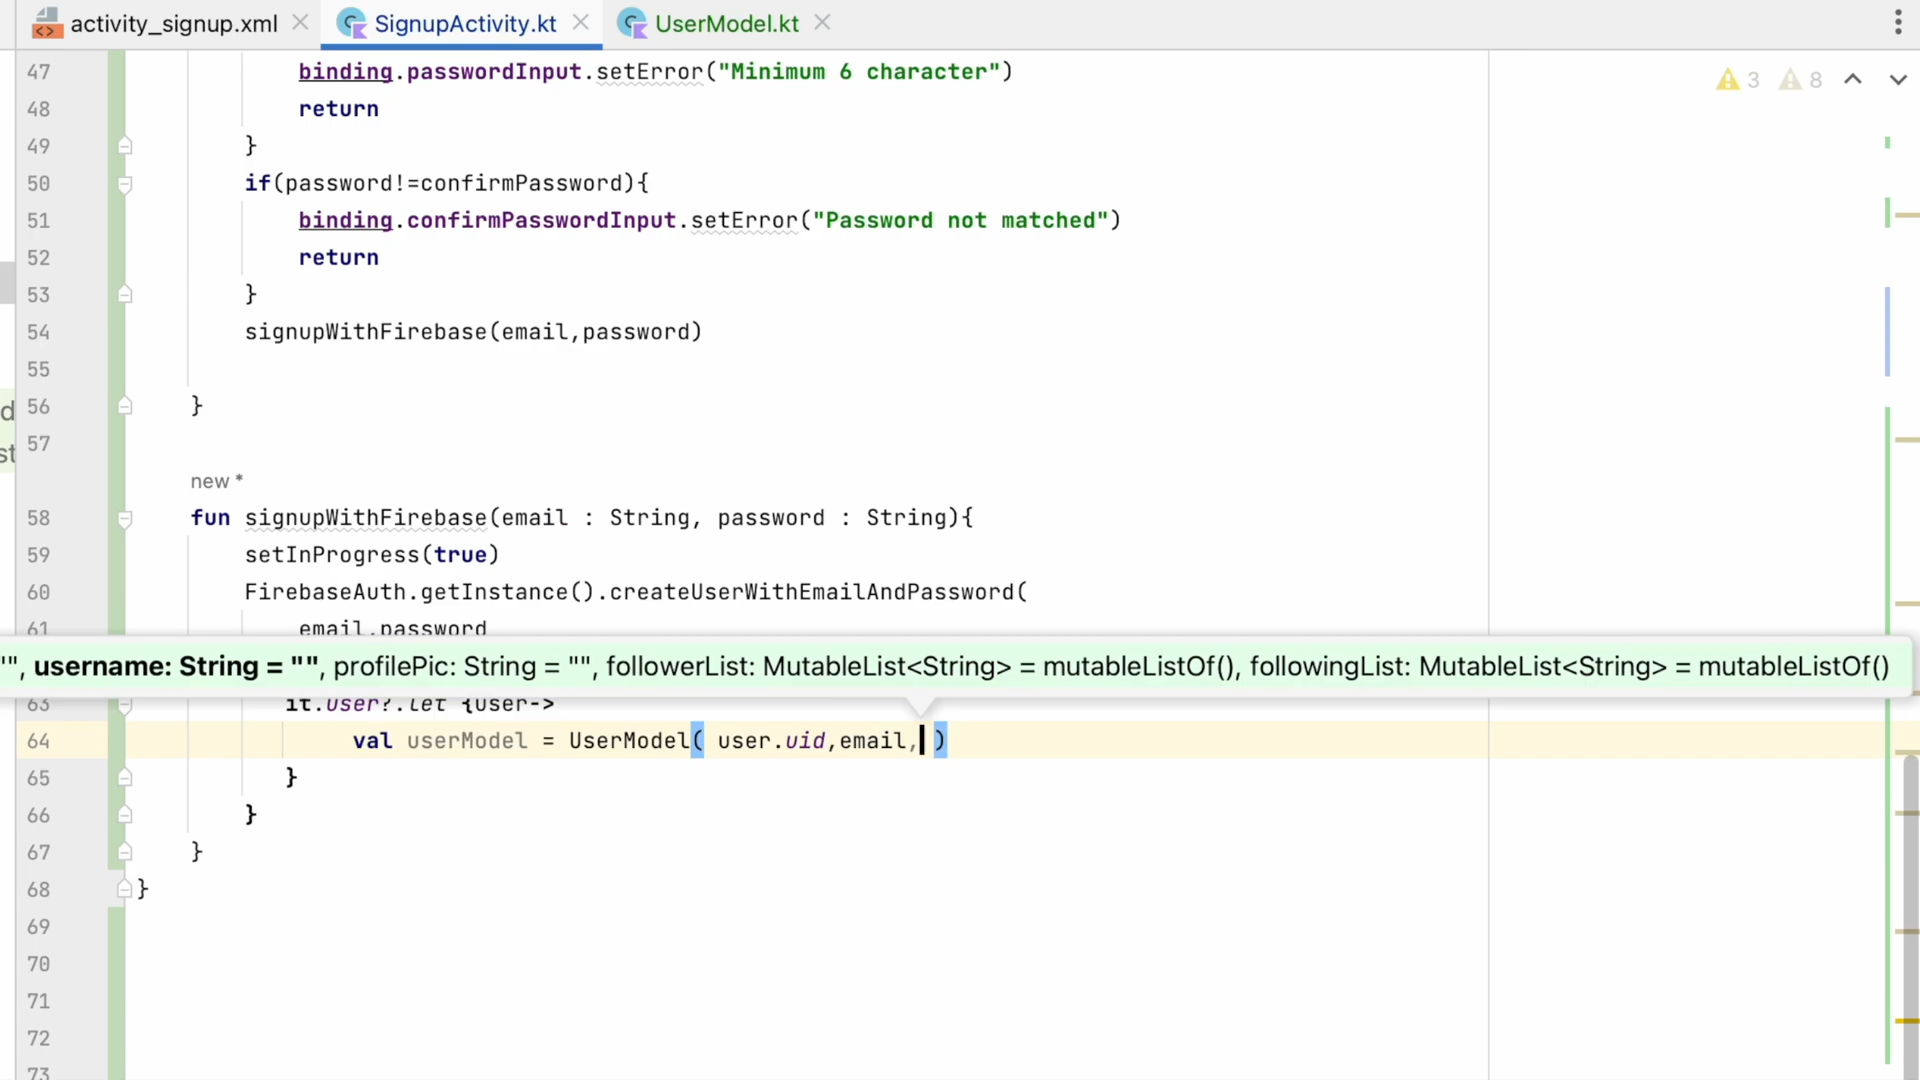 activity_signup.xml SignupActivity.kt UserModel.kt
47 binding.passwordInput.setError("Minimum 6 character")
3 8
48 return
49 }
50 if(password!=confirmPassword){
51 binding.confirmPasswordInput.setError("Password not matched")
52 return
53 }
54 signupWithFirebase(email,password)
55
56 }
57
new *
58 fun signupWithFirebase(email : String, password : String){
59 setInProgress(true)
60 FirebaseAuth.getInstance().createUserWithEmailAndPassword(
61 email,password
"", username: String = "", profilePic: String = "", followerList: MutableList<String> = mutableListOf(), followingList: MutableList<String> = mutableListOf()
63 it.user?.let {user->
64 val userModel = UserModel( user.uid,email, )
65 }
66 }
67 }
68 }
69
70
71
72
73